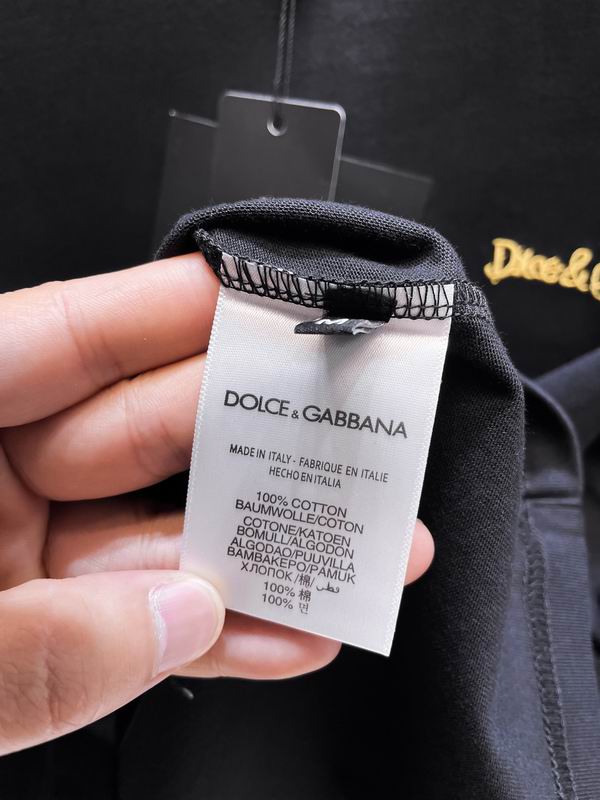 DOLCE & GABBANA
MADE IN ITALY - FABRIQUE EN ITALIE
HECHO EN ITALIA
100% COTTON
BAUMWOLLE/COTON
COTONE/KATOEN
BOMULL/ALGODON
ALGODAO/PUUVILLA
ΒΑΜΒΑΚΕΡΟ/PAMUK
ХЛОПОК /棉/ قطن
100% 棉
100% 면